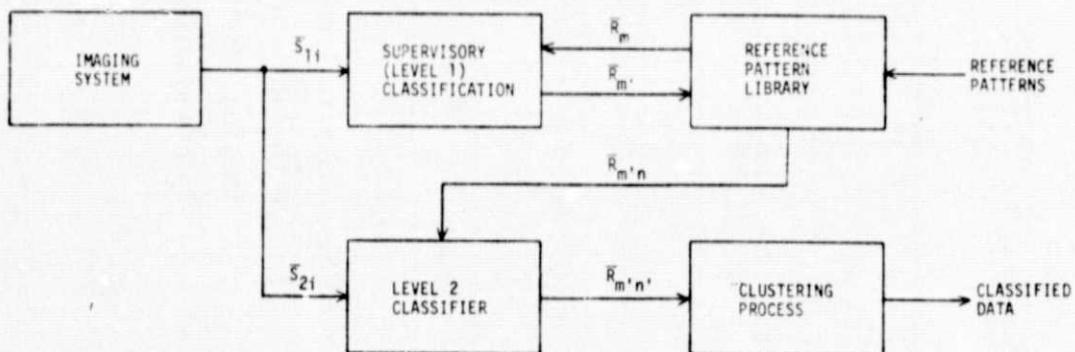 IMAGING
SYSTEM
S̅₁ᵢ
SUPERVISORY
(LEVEL 1)
CLASSIFICATION
R̅ₘ
R̅ₘ'
REFERENCE
PATTERN
LIBRARY
REFERENCE
PATTERNS
R̅ₘ'ₙ
S̅₂ᵢ
LEVEL 2
CLASSIFIER
R̅ₘ'ₙ'
CLUSTERING
PROCESS
CLASSIFIED
DATA